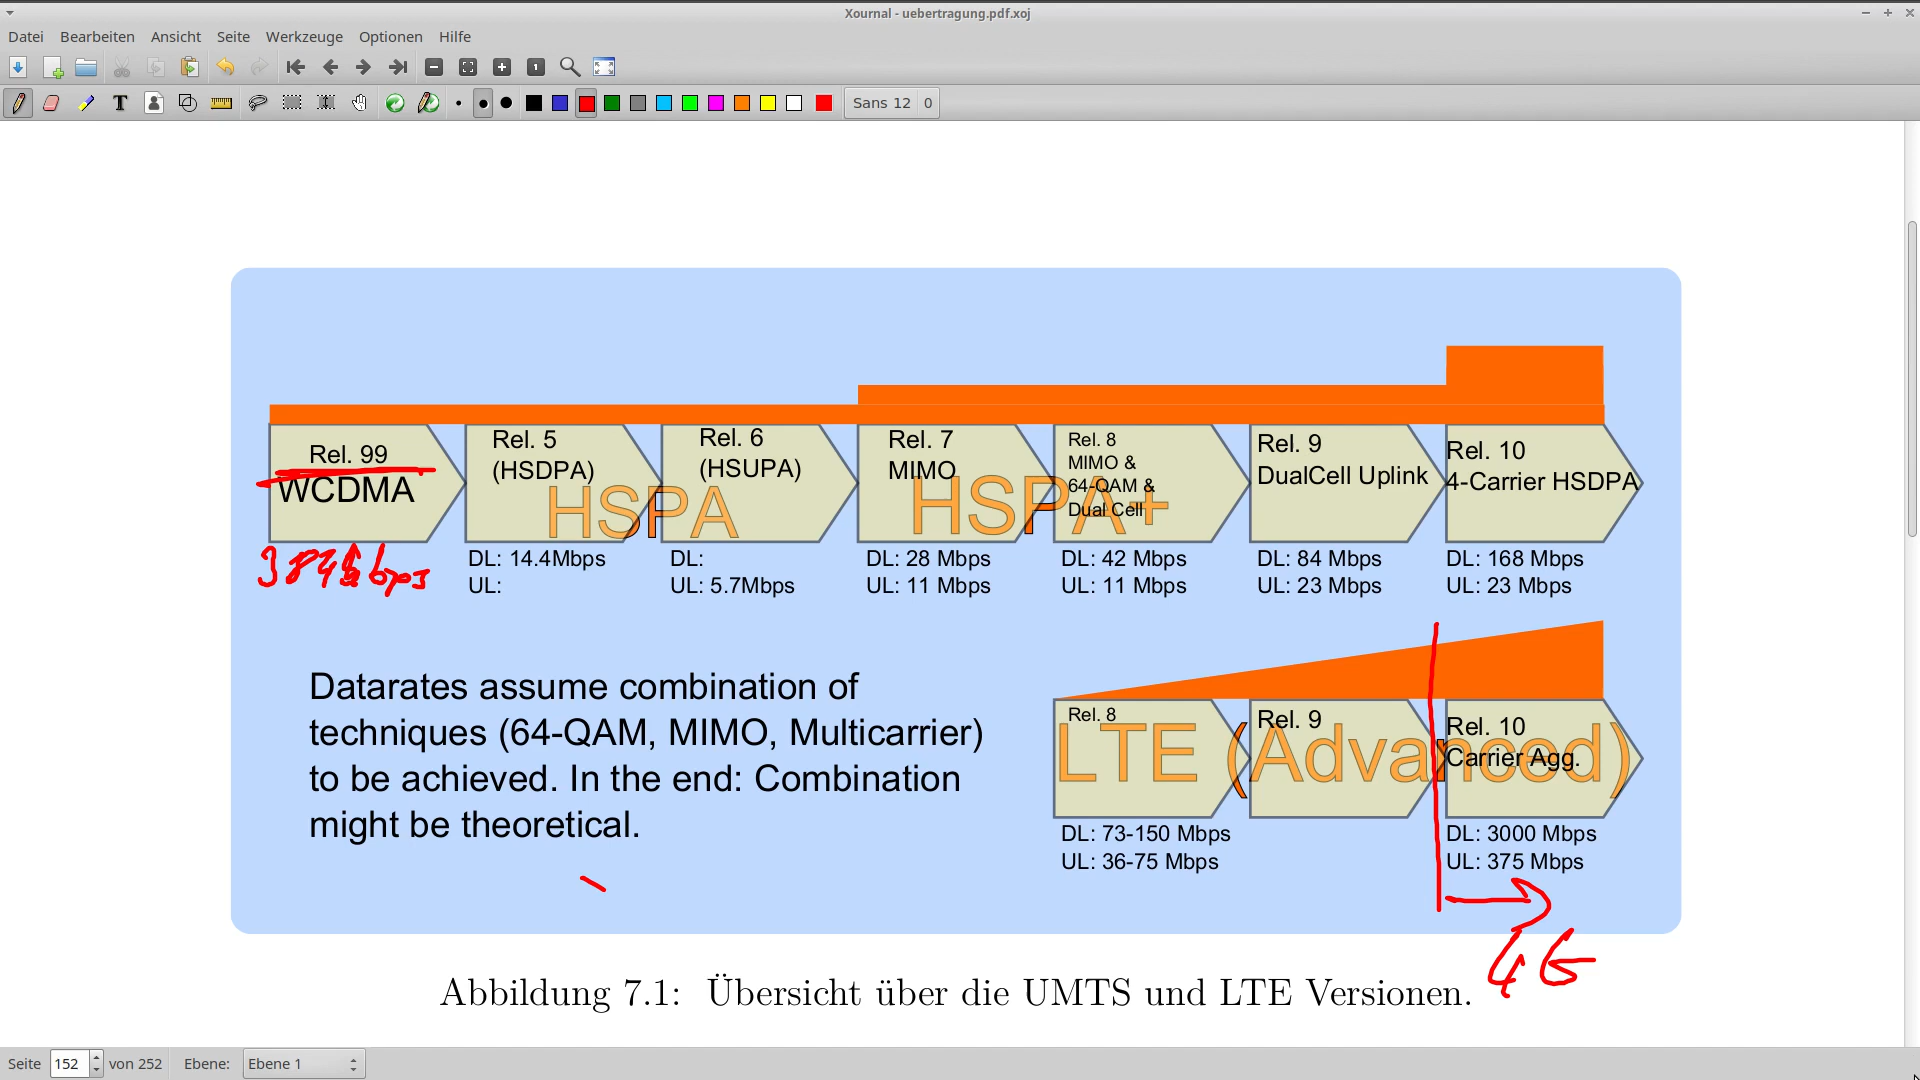 Xournal - uebertragung.pdf.xoj
Datei Bearbeiten Ansicht Seite Werkzeuge Optionen Hilfe
Sans 12 0
Rel. 99
WCDMA
384kbps
Rel. 5
(HSDPA)
DL: 14.4Mbps
UL:
Rel. 6
(HSUPA)
DL:
UL: 5.7Mbps
HSPA
Rel. 7
MIMO
DL: 28 Mbps
UL: 11 Mbps
HSPA+
Rel. 8
MIMO &
64-QAM &
Dual Cell
DL: 42 Mbps
UL: 11 Mbps
Rel. 9
DualCell Uplink
DL: 84 Mbps
UL: 23 Mbps
Rel. 10
4-Carrier HSDPA
DL: 168 Mbps
UL: 23 Mbps
Datarates assume combination of
techniques (64-QAM, MIMO, Multicarrier)
to be achieved. In the end: Combination
might be theoretical.
Rel. 8
LTE (Advanced)
DL: 73-150 Mbps
UL: 36-75 Mbps
Rel. 9
Rel. 10
Carrier Agg.
DL: 3000 Mbps
UL: 375 Mbps
4G
Abbildung 7.1: Übersicht über die UMTS und LTE Versionen.
Seite 152 von 252 Ebene: Ebene 1